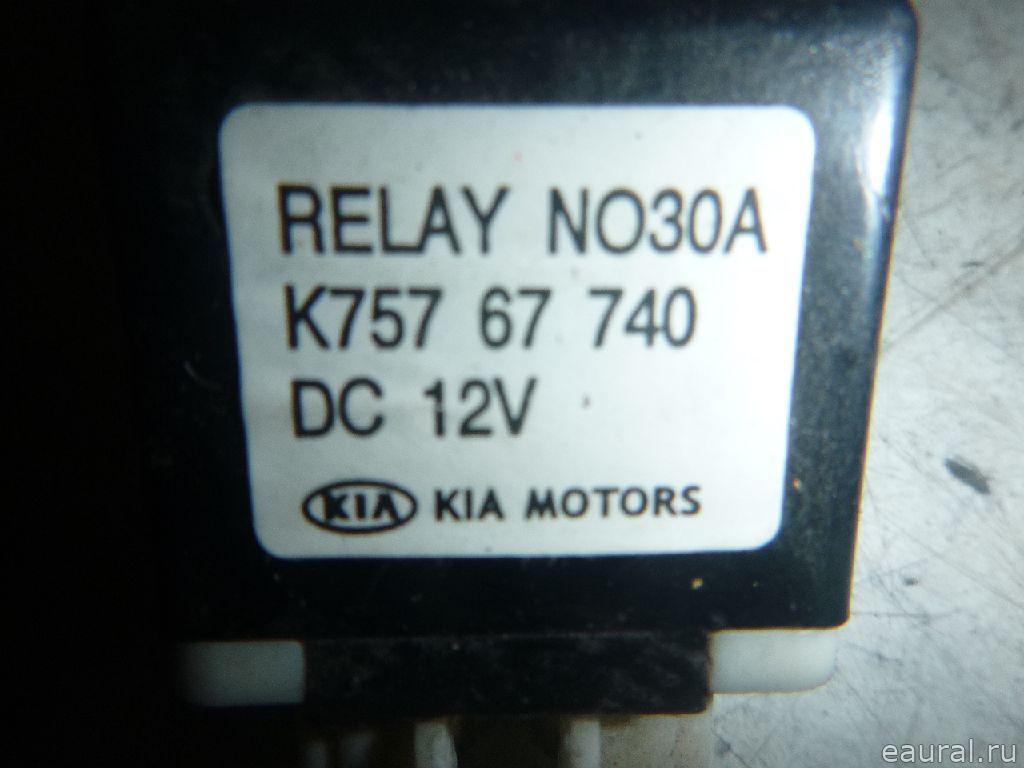 RELAY NO30A
K757 67 740
DC 12V
KIA KIA MOTORS
eaural.ru